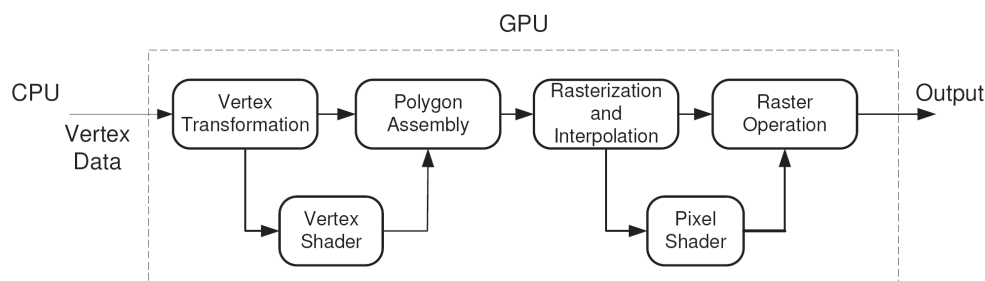 GPU
CPU
Vertex
Data
Vertex
Transformation
Polygon
Assembly
Rasterization
and
Interpolation
Raster
Operation
Output
Vertex
Shader
Pixel
Shader